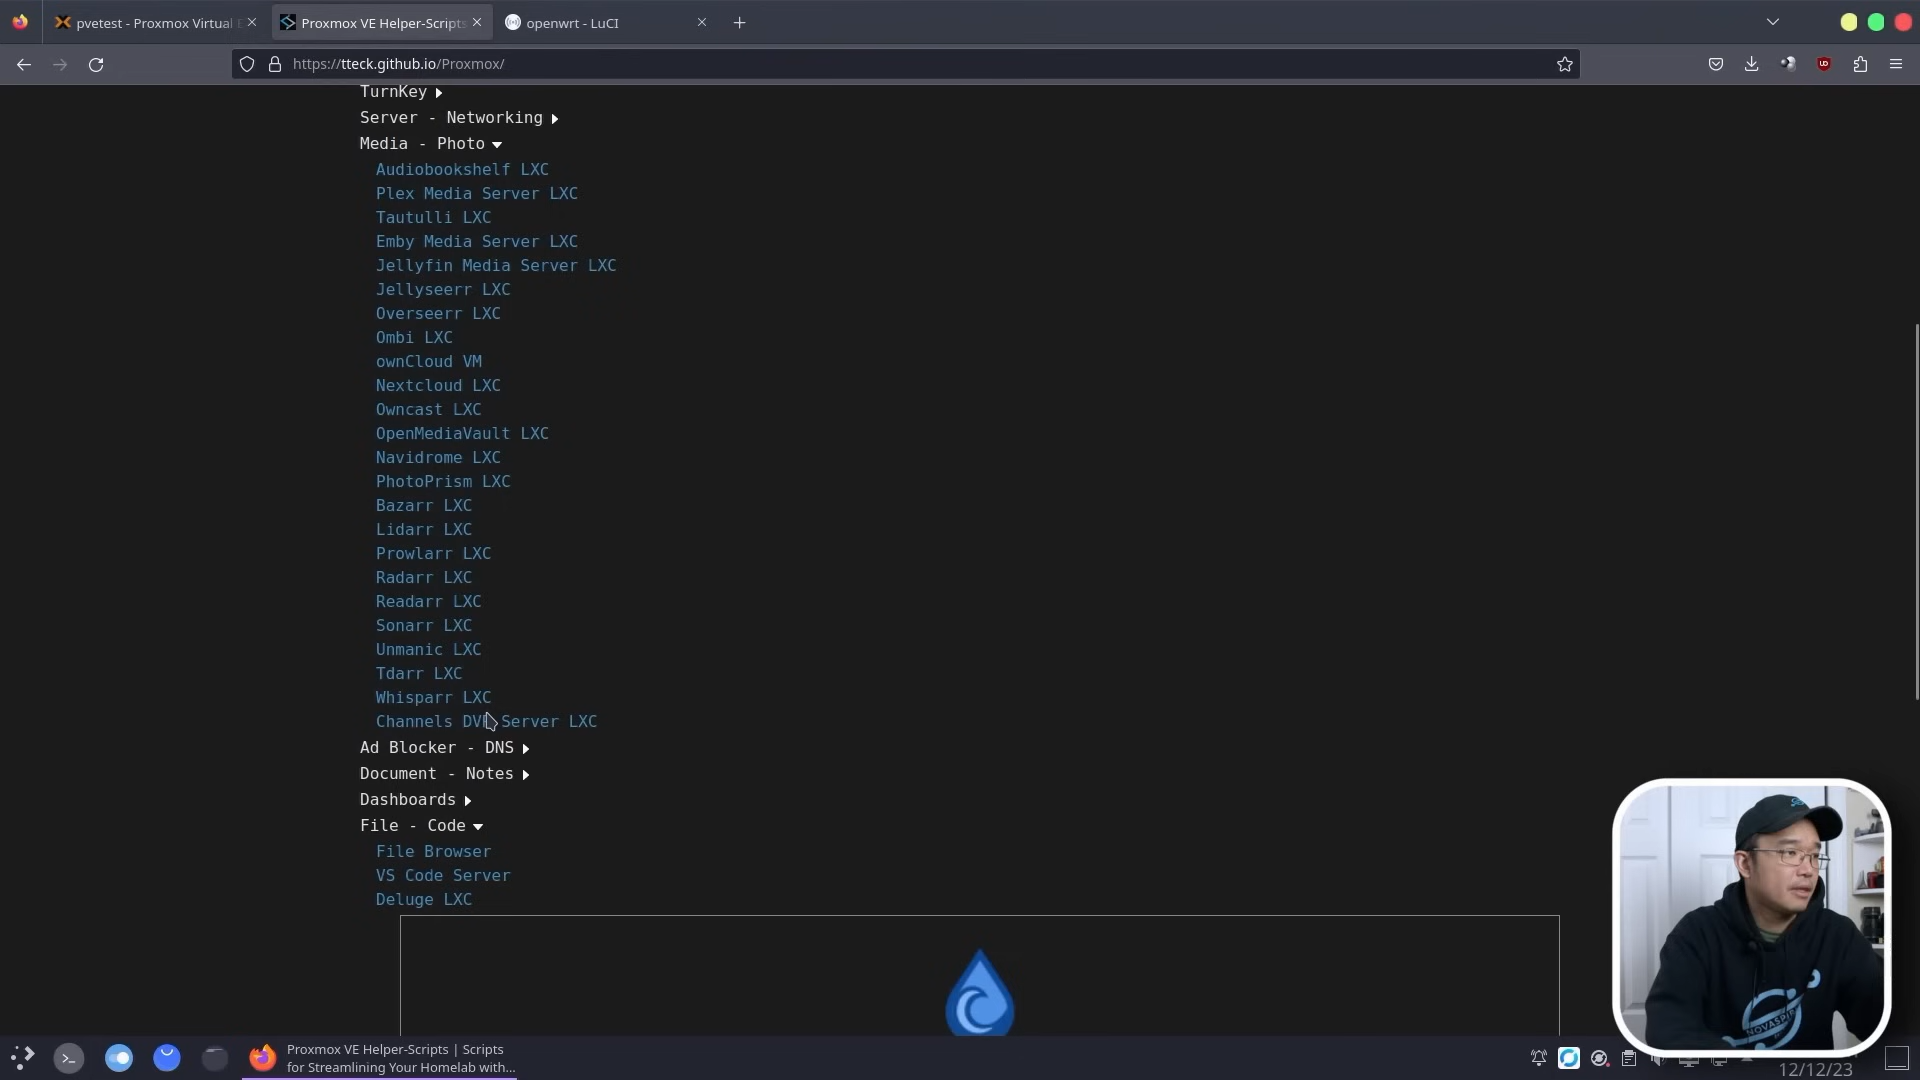 pvetest - Proxmox Virtual E
Proxmox VE Helper-Scripts
openwrt - LuCI
https://tteck.github.io/Proxmox/
TurnKey
Server - Networking
Media - Photo
Audiobookshelf LXC
Plex Media Server LXC
Tautulli LXC
Emby Media Server LXC
Jellyfin Media Server LXC
Jellyseerr LXC
Overseerr LXC
Ombi LXC
ownCloud VM
Nextcloud LXC
Owncast LXC
OpenMediaVault LXC
Navidrome LXC
PhotoPrism LXC
Bazarr LXC
Lidarr LXC
Prowlarr LXC
Radarr LXC
Readarr LXC
Sonarr LXC
Unmanic LXC
Tdarr LXC
Whisparr LXC
Channels DVR Server LXC
Ad Blocker - DNS
Document - Notes
Dashboards
File - Code
File Browser
VS Code Server
Deluge LXC
NOVASPIR
Proxmox VE Helper-Scripts | Scripts
for Streamlining Your Homelab with...
12/12/23